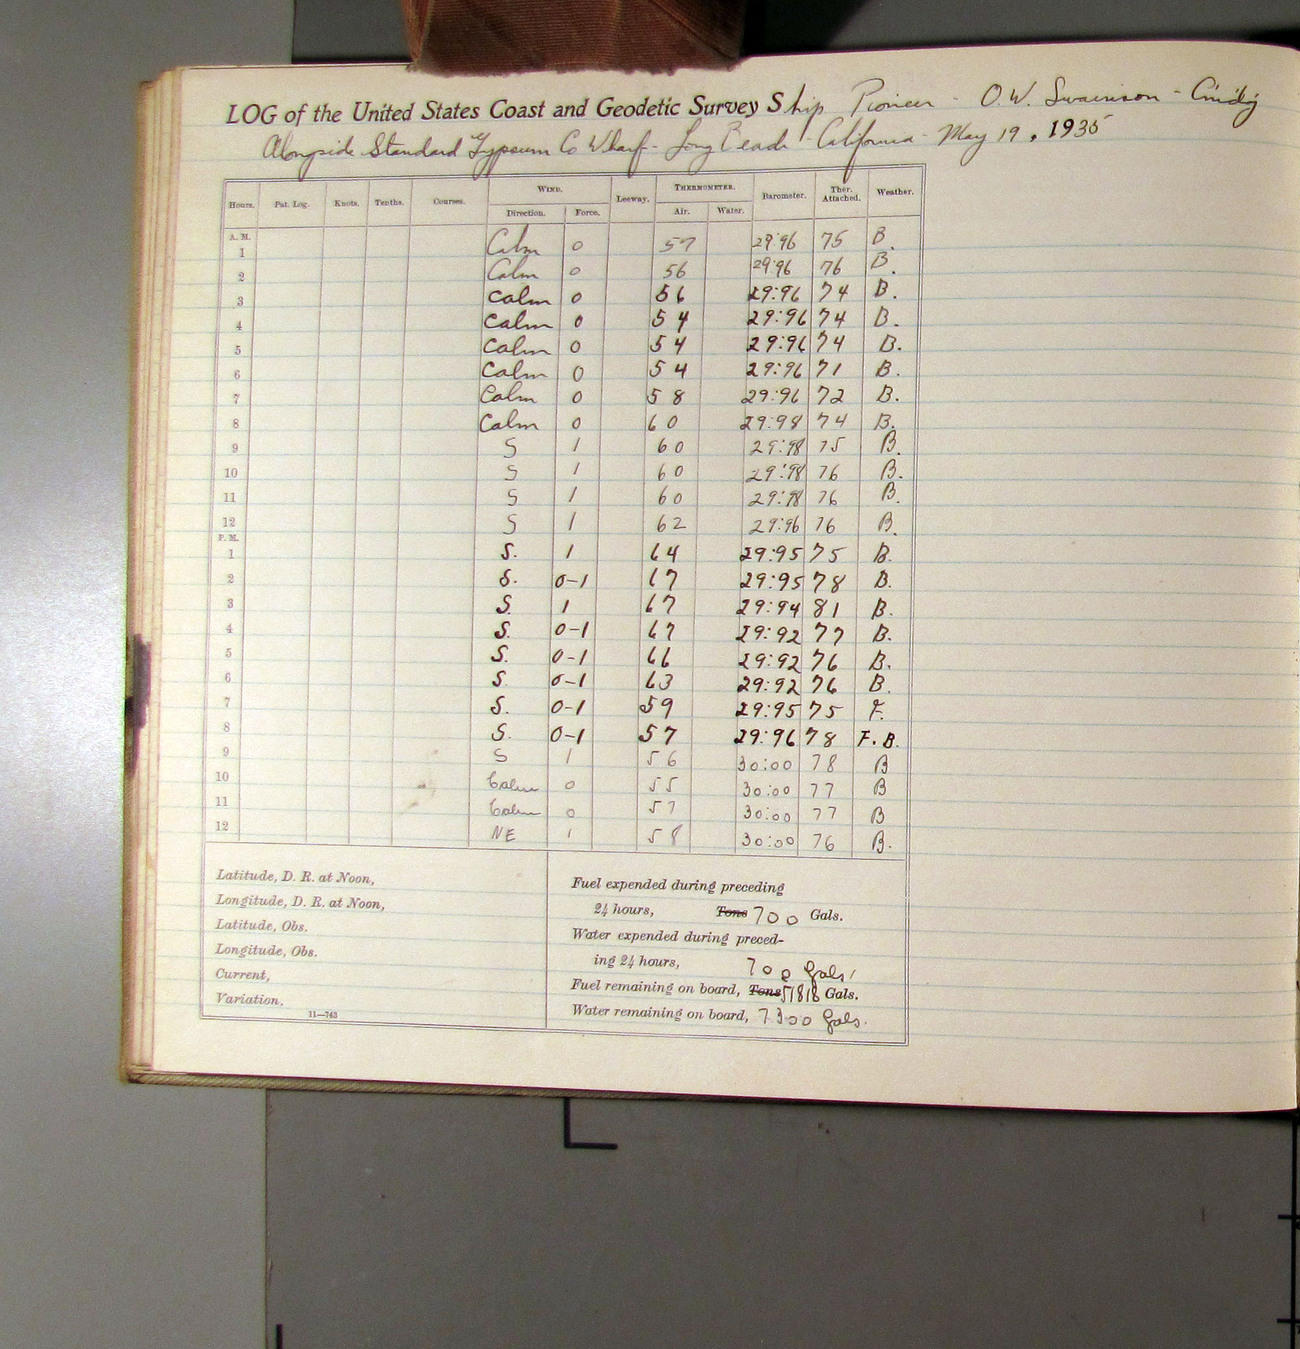 LOG of the United States Coast and Geodetic Survey Ship Pioneer - O.W. Swainson - Cmd'g
Alongside Standard Gypsum Co Wharf - Long Beach - California - May 19, 1935
Hours. Pat. Log. Knots. Tenths. Courses. WIND. Leeway. THERMOMETER. Barometer. Ther. Attached. Weather.
Direction. Force. Air. Water.
A. M.
1 Calm 0 57 29:96 75 B.
2 Calm 0 56 29:96 76 B.
3 Calm 0 56 29:96 74 B.
4 Calm 0 54 29:96 74 B.
5 Calm 0 54 29:96 74 B.
6 Calm 0 54 29:96 71 B.
7 Calm 0 58 29:96 72 B.
8 Calm 0 60 29:98 74 B.
9 S 1 60 29:98 75 B.
10 S 1 60 29:98 76 B.
11 S 1 60 29:98 76 B.
12 S 1 62 29:96 76 B.
P. M.
1 S. 1 64 29:95 75 B.
2 S. 0-1 67 29:95 78 B.
3 S. 1 67 29:94 81 B.
4 S. 0-1 67 29:92 77 B.
5 S. 0-1 66 29:92 76 B.
6 S. 0-1 63 29:92 76 B.
7 S. 0-1 59 29:95 75 F.
8 S. 0-1 57 29:96 78 F.B.
9 S 1 56 30:00 78 B
10 Calm 0 55 30:00 77 B
11 Calm 0 57 30:00 77 B
12 NE 1 58 30:00 76 B.
Latitude, D. R. at Noon,
Longitude, D. R. at Noon,
Latitude, Obs.
Longitude, Obs.
Current,
Variation.
11—743
Fuel expended during preceding
24 hours, Tons 700 Gals.
Water expended during preced-
ing 24 hours, 700 Gals.
Fuel remaining on board, Tons 51818 Gals.
Water remaining on board, 7300 Gals.